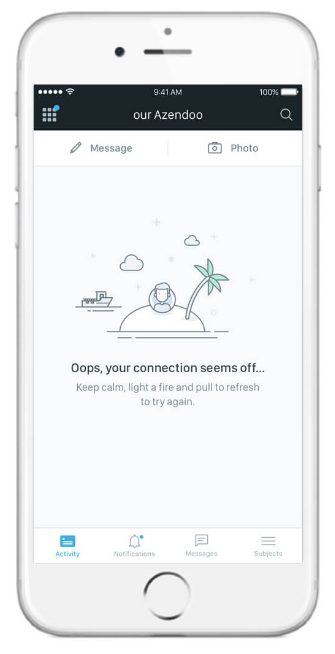 9:41 AM
100%
our Azendoo
Message
Photo
Oops, your connection seems off...
Keep calm, light a fire and pull to refresh
to try again.
Activity
Notifications
Messages
Subjects